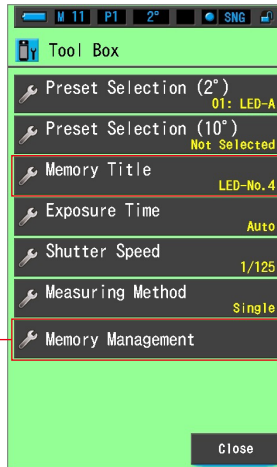 M 11 P1 2° SNG
Tool Box
Preset Selection (2°)
01: LED-A
Preset Selection (10°)
Not Selected
Memory Title
LED-No.4
Exposure Time
Auto
Shutter Speed
1/125
Measuring Method
Single
Memory Management
Close